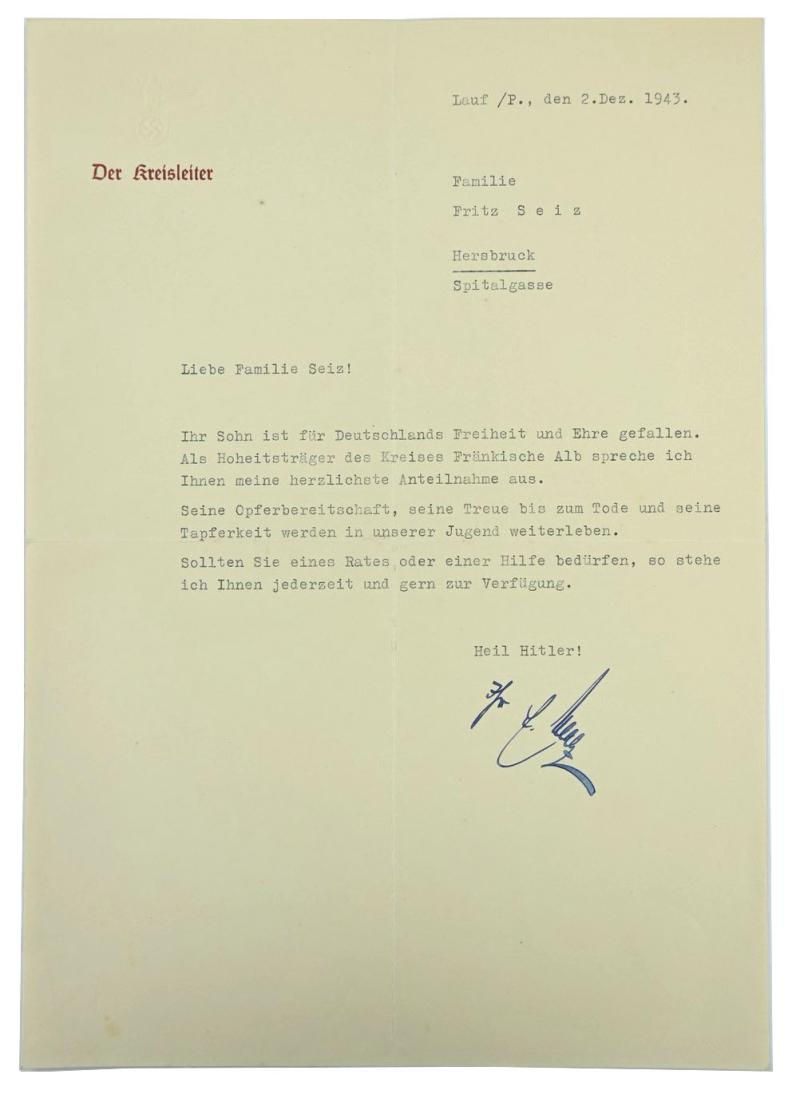 Lauf /P., den 2.Dez. 1943.
Der Kreisleiter
Familie
Fritz S e i z
Hersbruck
Spitalgasse
Liebe Familie Seiz!
Ihr Sohn ist für Deutschlands Freiheit und Ehre gefallen.
Als Hoheitsträger des Kreises Fränkische Alb spreche ich
Ihnen meine herzlichste Anteilnahme aus.
Seine Opferbereitschaft, seine Treue bis zum Tode und seine
Tapferkeit werden in unserer Jugend weiterleben.
Sollten Sie eines Rates oder einer Hilfe bedürfen, so stehe
ich Ihnen jederzeit und gern zur Verfügung.
Heil Hitler!
Ihr